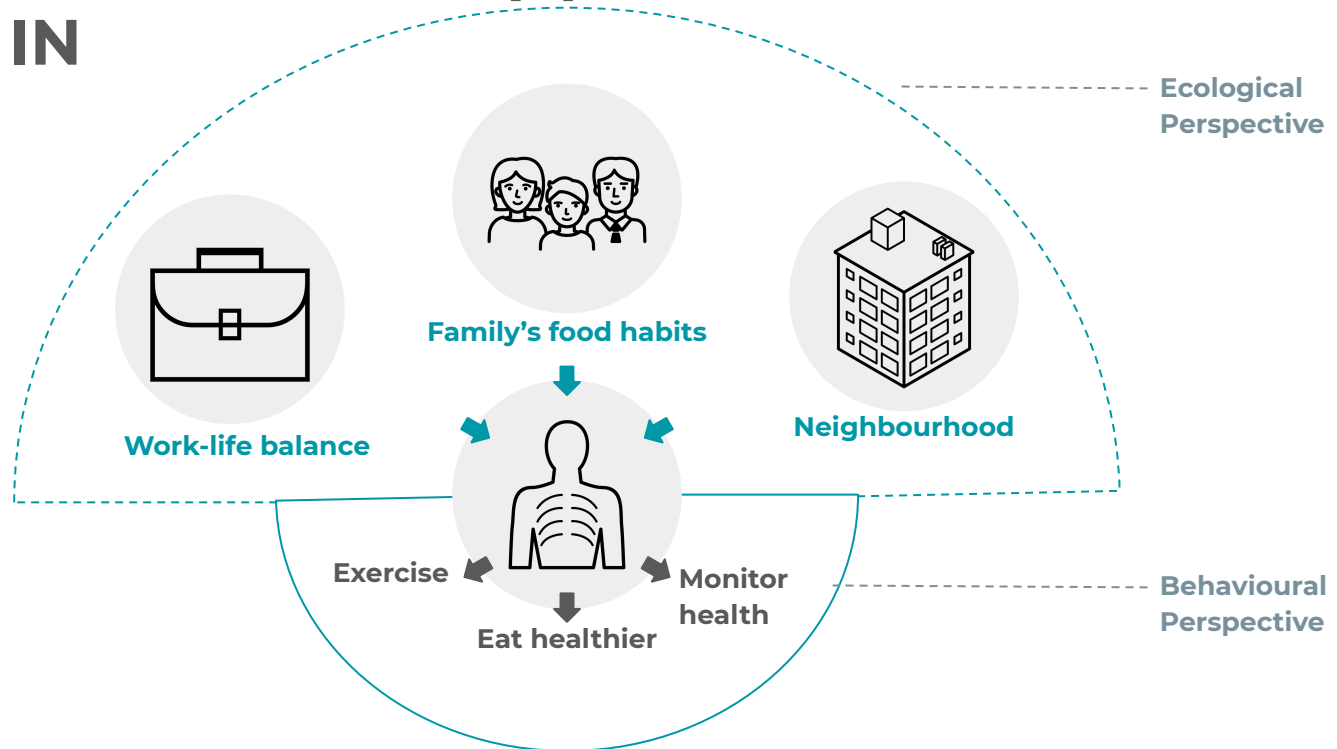 IN
Ecological
Perspective
Family’s food habits
Neighbourhood
Work-life balance
Exercise
Monitor
health
Eat healthier
Behavioural
Perspective